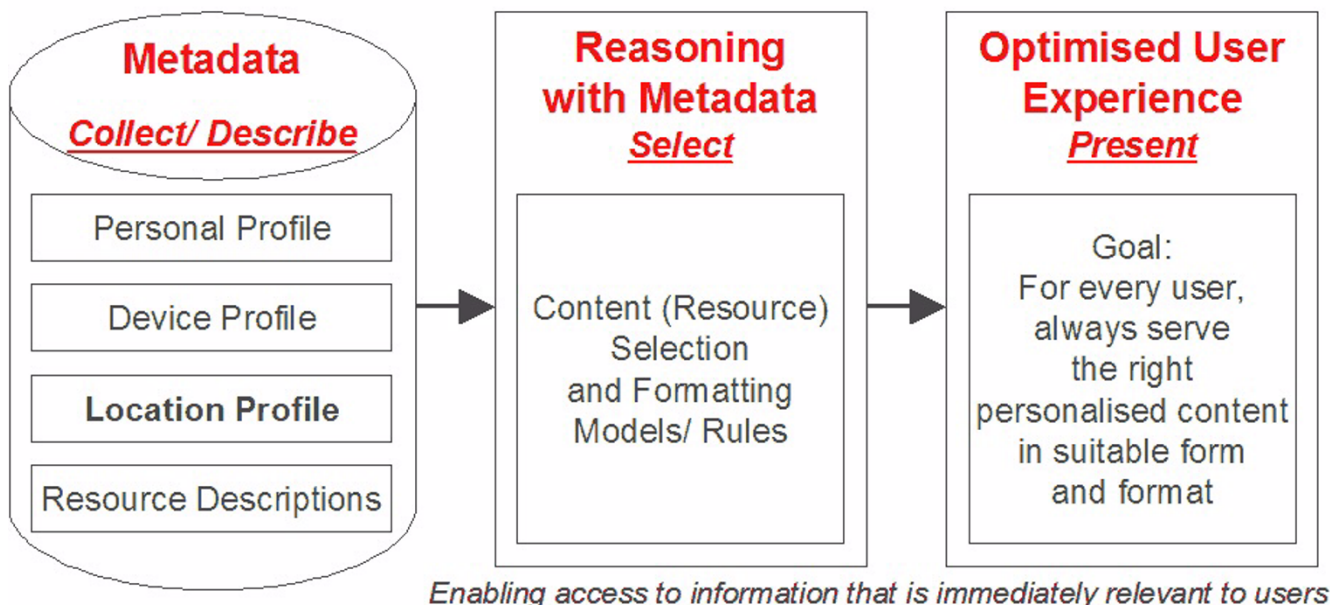 Metadata
Collect/ Describe
Personal Profile
Device Profile
Location Profile
Resource Descriptions
Reasoning
with Metadata
Select
Content (Resource)
Selection
and Formatting
Models/ Rules
Optimised User
Experience
Present
Goal:
For every user,
always serve
the right
personalised content
in suitable form
and format
Enabling access to information that is immediately relevant to users